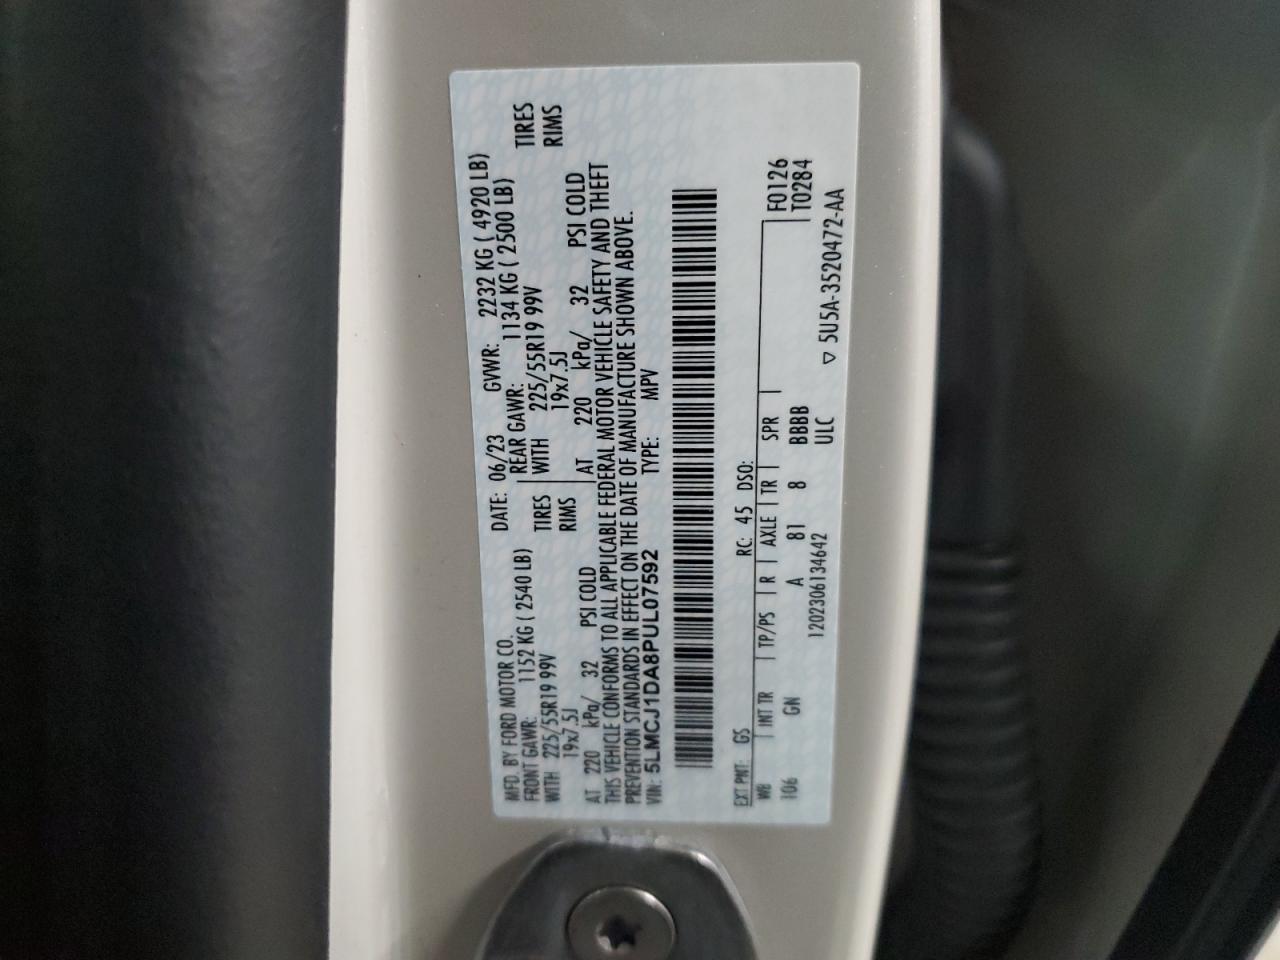 MFD. BY FORD MOTOR CO.
DATE: 06/23 GVWR: 2232 KG ( 4920 LB)
FRONT GAWR: 1152 KG ( 2540 LB) REAR GAWR: 1134 KG ( 2500 LB)
WITH 225/55R19 99V TIRES WITH 225/55R19 99V TIRES
19x7.5J RIMS 19x7.5J RIMS
AT 220 kPa/ 32 PSI COLD AT 220 kPa/ 32 PSI COLD
THIS VEHICLE CONFORMS TO ALL APPLICABLE FEDERAL MOTOR VEHICLE SAFETY AND THEFT
PREVENTION STANDARDS IN EFFECT ON THE DATE OF MANUFACTURE SHOWN ABOVE.
VIN: 5LMCJ1DA8PUL07592 TYPE: MPV
EXT PNT: GS RC: 45 DSO: F0126
WB INT TR TP/PS R AXLE TR SPR T0284
106 GN A 81 8 BBBB
1202306134642 ULC ▽ 5U5A-3520472-AA